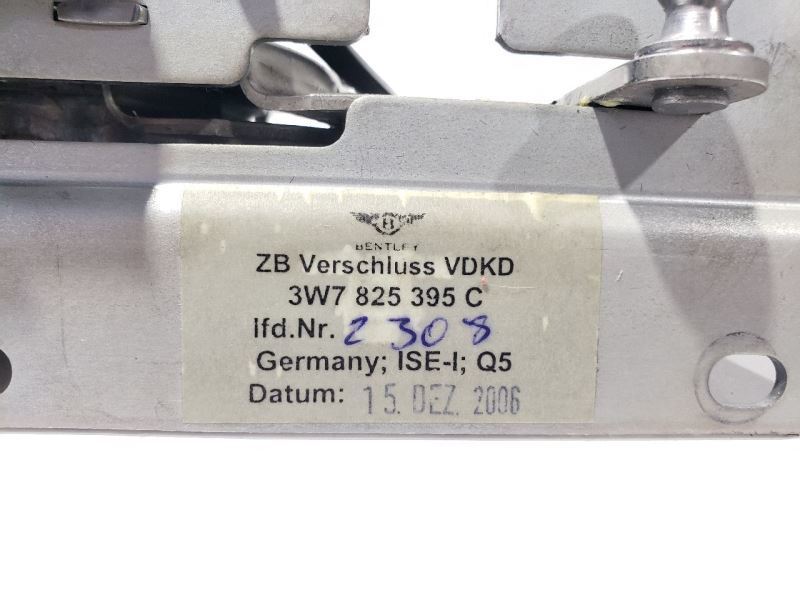 B
BENTLEY
ZB Verschluss VDKD
3W7 825 395 C
lfd.Nr. 2308
Germany; ISE-I; Q5
Datum: 15. DEZ. 2006